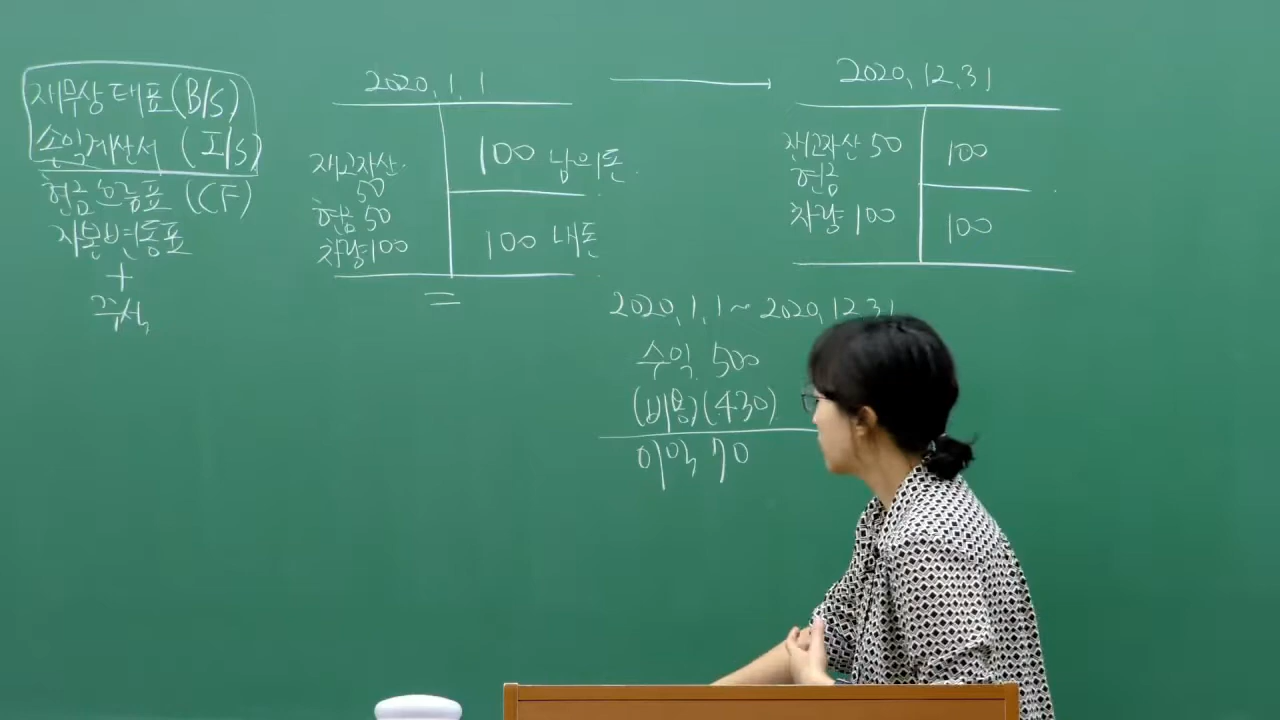 재무상태표(B/S)
손익계산서 (I/S)
현금흐름표 (CF)
자본변동표
+
주석
2020. 1. 1
재고자산
50
현금 50
차량 100
100 남의돈
100 내돈
2020. 12. 31
재고자산 50
현금
차량 100
100
100
2020. 1. 1 ~ 2020. 12. 31
수익 500
(비용) (430)
이익 70